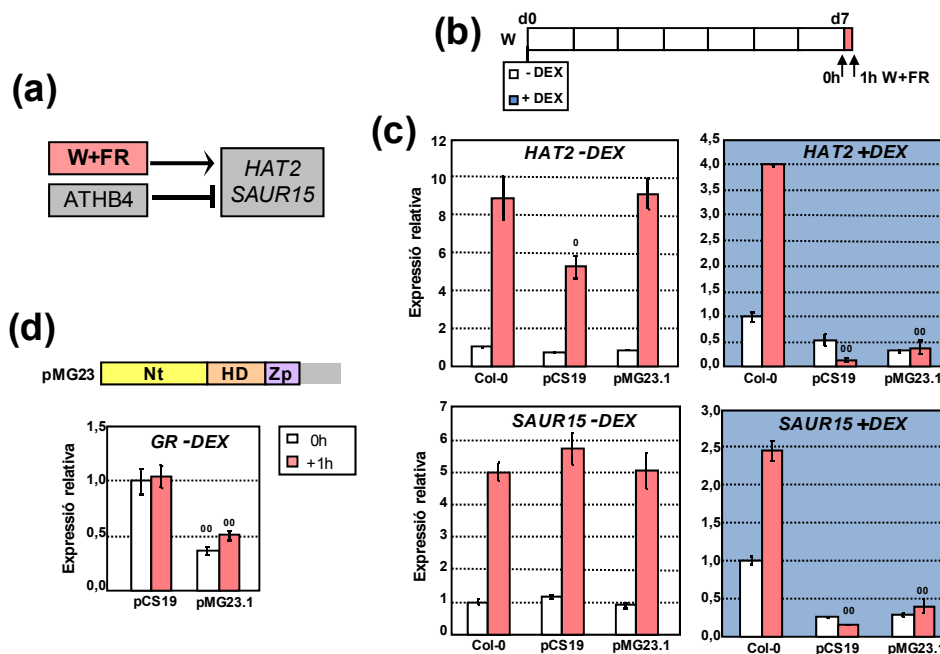 (a)
W+FR
ATHB4
HAT2
SAUR15
(b)
W
d0
d7
- DEX
+ DEX
0h
1h W+FR
(c)
HAT2 -DEX
Expressió relativa
12
10
8
6
4
2
0
0
Col-0
pCS19
pMG23.1
HAT2 +DEX
4,5
4,0
3,5
3,0
2,5
2,0
1,5
1,0
0,5
0,0
00
00
Col-0
pCS19
pMG23.1
SAUR15 -DEX
Expressió relativa
7
6
5
4
3
2
1
0
Col-0
pCS19
pMG23.1
SAUR15 +DEX
3,0
2,5
2,0
1,5
1,0
0,5
0,0
00
00
Col-0
pCS19
pMG23.1
(d)
pMG23
Nt
HD
Zp
GR -DEX
Expressió relativa
1,5
1,0
0,5
0,0
00
00
pCS19
pMG23.1
0h
+1h